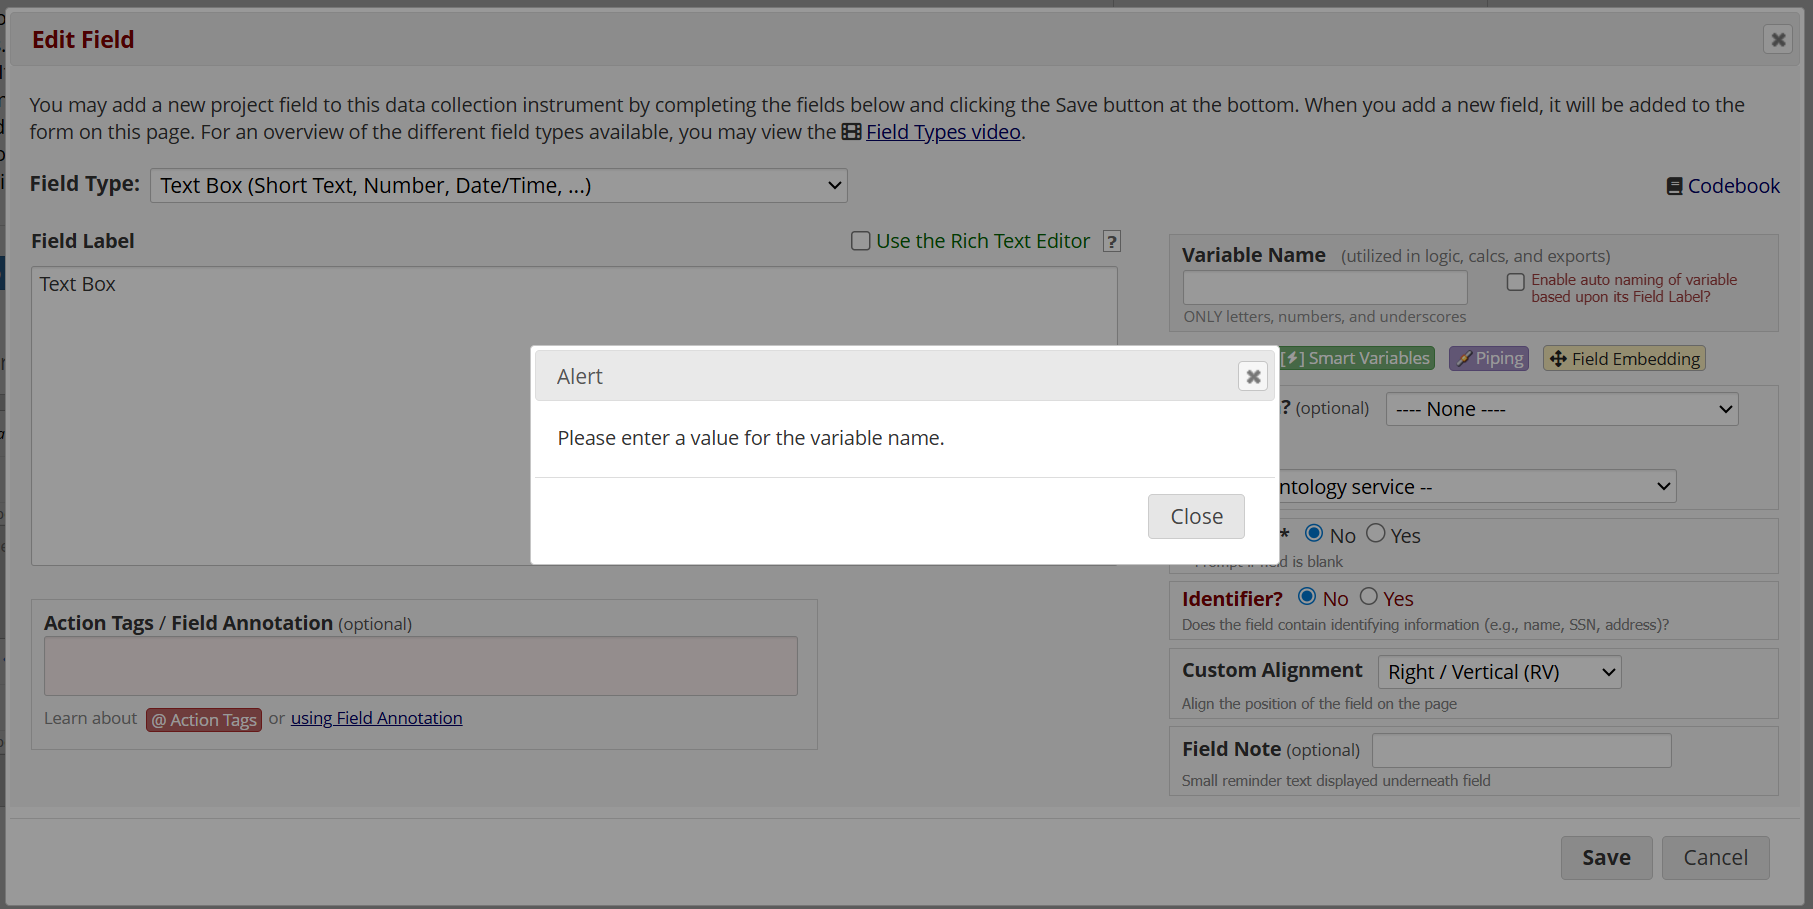 Edit Field
You may add a new project field to this data collection instrument by completing the fields below and clicking the Save button at the bottom. When you add a new field, it will be added to the
form on this page. For an overview of the different field types available, you may view the Field Types video.
Field Type: Text Box (Short Text, Number, Date/Time, ...)
Codebook
Field Label
Use the Rich Text Editor ?
Text Box
Variable Name (utilized in logic, calcs, and exports)
Enable auto naming of variable
based upon its Field Label?
ONLY letters, numbers, and underscores
[⚡] Smart Variables Piping Field Embedding
Alert
Please enter a value for the variable name.
Close
? (optional) ---- None ----
ntology service --
* No Yes
is blank
Identifier? No Yes
Does the field contain identifying information (e.g., name, SSN, address)?
Custom Alignment Right / Vertical (RV)
Align the position of the field on the page
Field Note (optional)
Small reminder text displayed underneath field
Action Tags / Field Annotation (optional)
Learn about @ Action Tags or using Field Annotation
Save Cancel